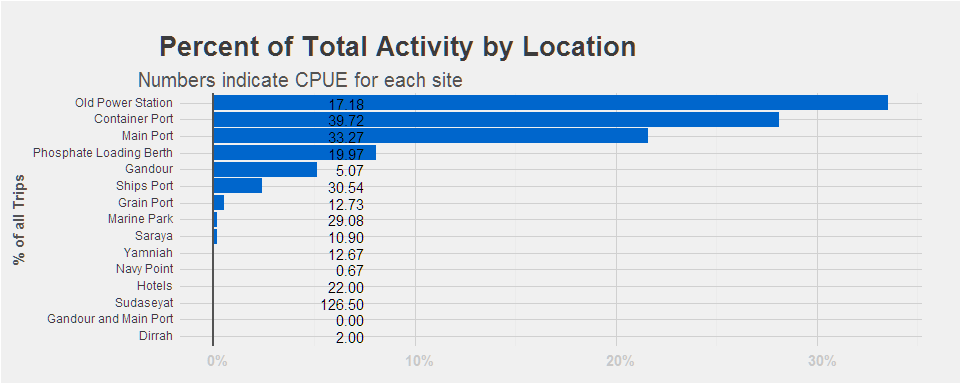 Percent of Total Activity by Location
Numbers indicate CPUE for each site
% of all Trips
Old Power Station 17.18
Container Port 39.72
Main Port 33.27
Phosphate Loading Berth 19.97
Gandour 5.07
Ships Port 30.54
Grain Port 12.73
Marine Park 29.08
Saraya 10.90
Yamniah 12.67
Navy Point 0.67
Hotels 22.00
Sudaseyat 126.50
Gandour and Main Port 0.00
Dirrah 2.00
0% 10% 20% 30%